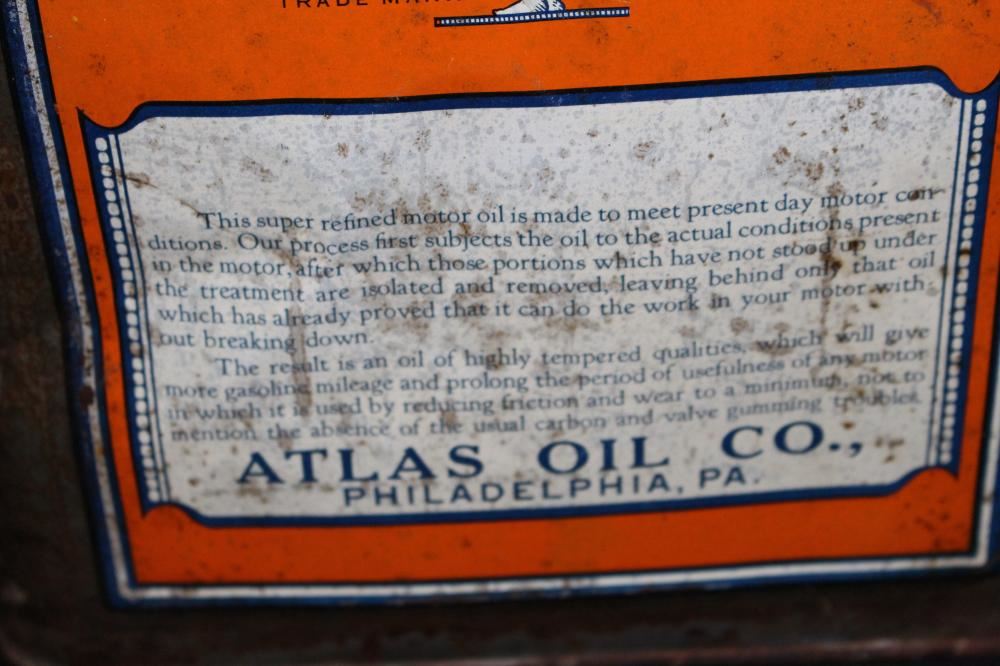 TRADE MARK
This super refined motor oil is made to meet present day motor con-
ditions. Our process first subjects the oil to the actual conditions present
in the motor, after which those portions which have not stood up under
the treatment are isolated and removed, leaving behind only that oil
which has already proved that it can do the work in your motor with-
out breaking down.
The result is an oil of highly tempered qualities, which will give
more gasoline mileage and prolong the period of usefulness of any motor
in which it is used by reducing friction and wear to a minimum, not to
mention the absence of the usual carbon and valve gumming troubles.
ATLAS OIL CO.,
PHILADELPHIA, PA.